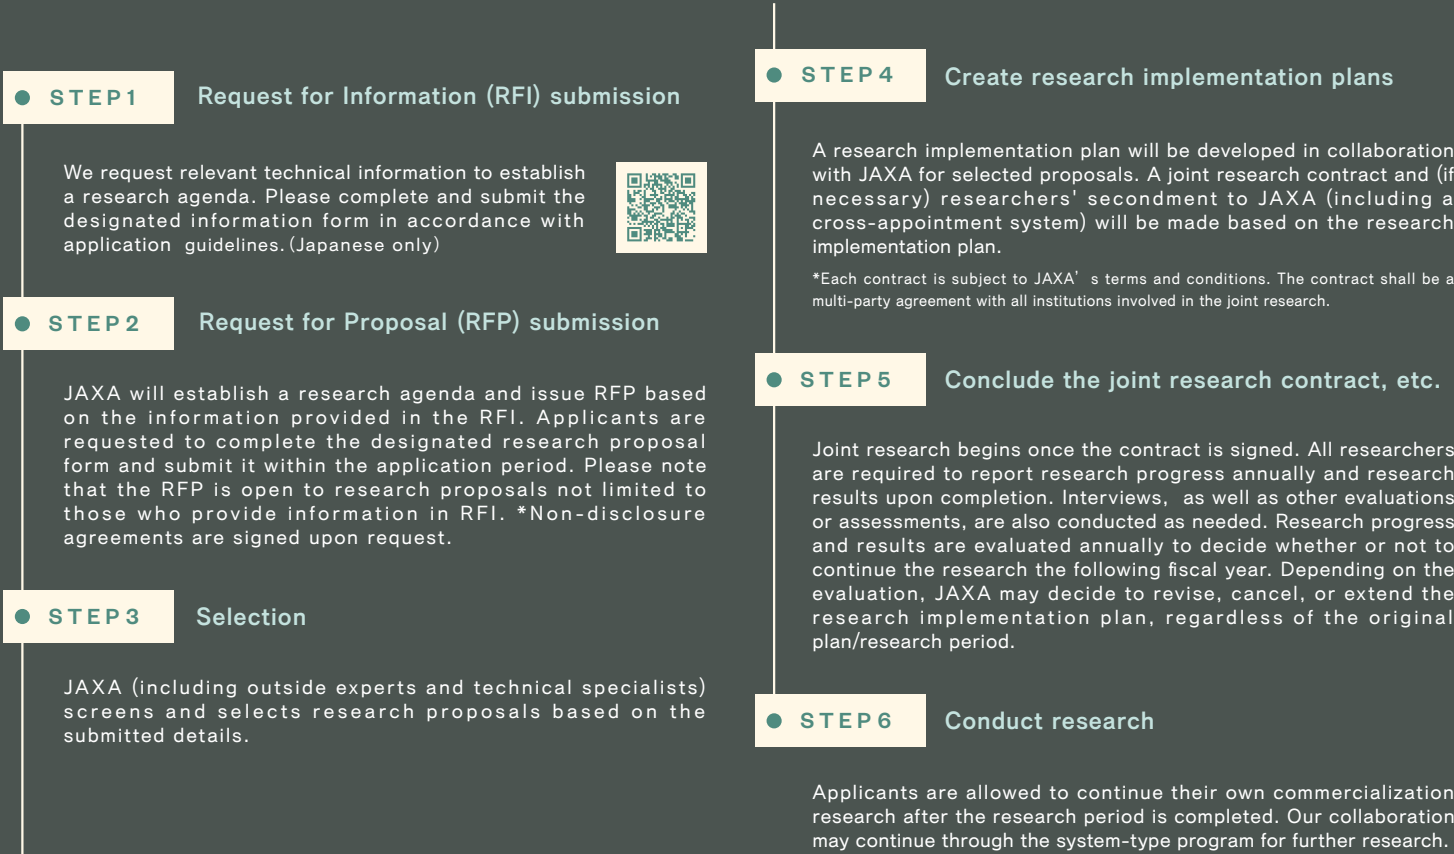 STEP1
Request for Information (RFI) submission
We request relevant technical information to establish
a research agenda. Please complete and submit the
designated information form in accordance with
application guidelines. (Japanese only)
STEP2
Request for Proposal (RFP) submission
JAXA will establish a research agenda and issue RFP based
on the information provided in the RFI. Applicants are
requested to complete the designated research proposal
form and submit it within the application period. Please note
that the RFP is open to research proposals not limited to
those who provide information in RFI. *Non-disclosure
agreements are signed upon request.
STEP3
Selection
JAXA (including outside experts and technical specialists)
screens and selects research proposals based on the
submitted details.
STEP4
Create research implementation plans
A research implementation plan will be developed in collaboration
with JAXA for selected proposals. A joint research contract and (if
necessary) researchers' secondment to JAXA (including a
cross-appointment system) will be made based on the research
implementation plan.
*Each contract is subject to JAXA’ s terms and conditions. The contract shall be a
multi-party agreement with all institutions involved in the joint research.
STEP5
Conclude the joint research contract, etc.
Joint research begins once the contract is signed. All researchers
are required to report research progress annually and research
results upon completion. Interviews, as well as other evaluations
or assessments, are also conducted as needed. Research progress
and results are evaluated annually to decide whether or not to
continue the research the following fiscal year. Depending on the
evaluation, JAXA may decide to revise, cancel, or extend the
research implementation plan, regardless of the original
plan/research period.
STEP6
Conduct research
Applicants are allowed to continue their own commercialization
research after the research period is completed. Our collaboration
may continue through the system-type program for further research.